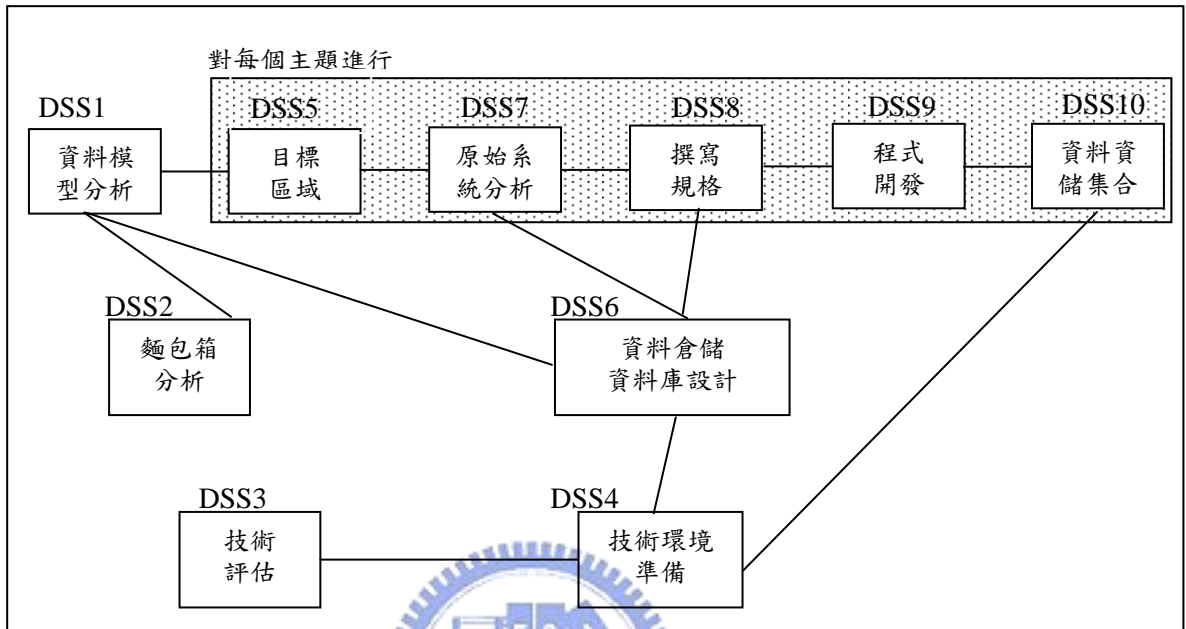 對每個主題進行
DSS1
DSS5
DSS7
DSS8
DSS9
DSS10
資料模
型分析
目標
區域
原始系
統分析
撰寫
規格
程式
開發
資料資
儲集合
DSS2
麵包箱
分析
DSS6
資料倉儲
資料庫設計
DSS3
技術
評估
DSS4
技術環境
準備